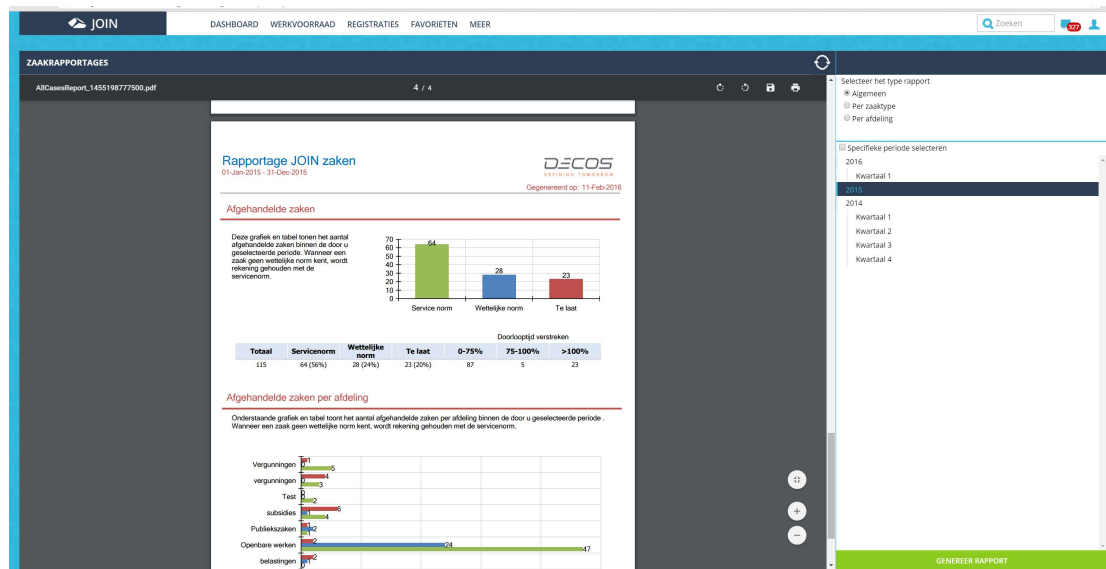 JOIN
DASHBOARD WERKVOORRAAD REGISTRATIES FAVORIETEN MEER
Zoeken
327
ZAAKRAPPORTAGES
AllCasesReport_1455198777500.pdf
4 / 4
Rapportage JOIN zaken
01-Jan-2015 - 31-Dec-2015
DECOS
DEFINING TOMORROW
Gegenereerd op: 11-Feb-2016
Afgehandelde zaken
Deze grafiek en tabel tonen het aantal
afgehandelde zaken binnen de door u
geselecteerde periode. Wanneer een
zaak geen wettelijke norm kent, wordt
rekening gehouden met de
servicenorm.
70
60
50
40
30
20
10
0
64
28
23
Service norm Wettelijke norm Te laat
Doorlooptijd verstreken
Totaal Servicenorm Wettelijke norm Te laat 0-75% 75-100% >100%
115 64 (56%) 28 (24%) 23 (20%) 87 5 23
Afgehandelde zaken per afdeling
Onderstaande grafiek en tabel toont het aantal afgehandelde zaken per afdeling binnen de door u geselecteerde periode .
Wanneer een zaak geen wettelijke norm kent, wordt rekening gehouden met de servicenorm.
Vergunningen 1 0 5
vergunningen 4 0 3
Test 0 0 2
subsidies 6 1 4
Publiekszaken 1 2 1
Openbare werken 2 24 47
belastingen 2 1 0
Selecteer het type rapport
Algemeen
Per zaaktype
Per afdeling
Specifieke periode selecteren
2016
Kwartaal 1
2015
2014
Kwartaal 1
Kwartaal 2
Kwartaal 3
Kwartaal 4
GENEREER RAPPORT